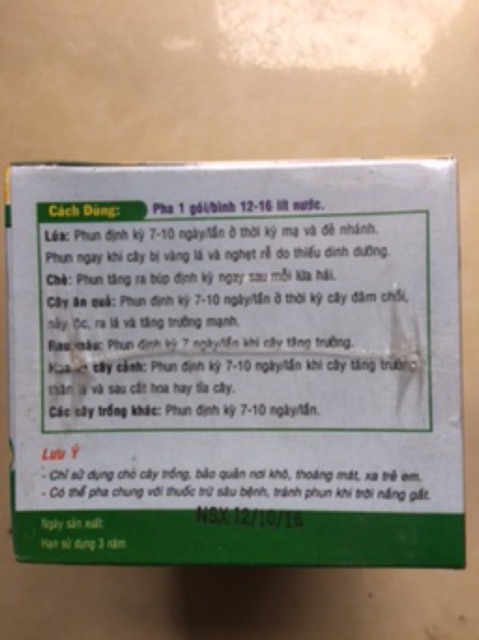 Cách Dùng: Pha 1 gói/bình 12-16 lít nước.
Lúa: Phun định kỳ 7-10 ngày/lần ở thời kỳ mạ và đẻ nhánh.
Phun ngay khi cây bị vàng lá và nghẹt rễ do thiếu dinh dưỡng.
Chè: Phun tăng ra búp định kỳ ngay sau mỗi lứa hái.
Cây ăn quả: Phun định kỳ 7-10 ngày/lần ở thời kỳ cây đâm chồi,
nảy lộc, ra lá và tăng trưởng mạnh.
Rau màu: Phun định kỳ 7 ngày/lần khi cây tăng trưởng.
Hoa và cây cảnh: Phun định kỳ 7-10 ngày/lần khi cây tăng trưởng
thân lá và sau cắt hoa hay tỉa cây.
Các cây trồng khác: Phun định kỳ 7-10 ngày/lần.
Lưu Ý
- Chỉ sử dụng cho cây trồng, bảo quản nơi khô, thoáng mát, xa trẻ em.
- Có thể pha chung với thuốc trừ sâu bệnh, tránh phun khi trời nắng gắt.
Ngày sản xuất: NSX 12/10/16
Hạn sử dụng 3 năm